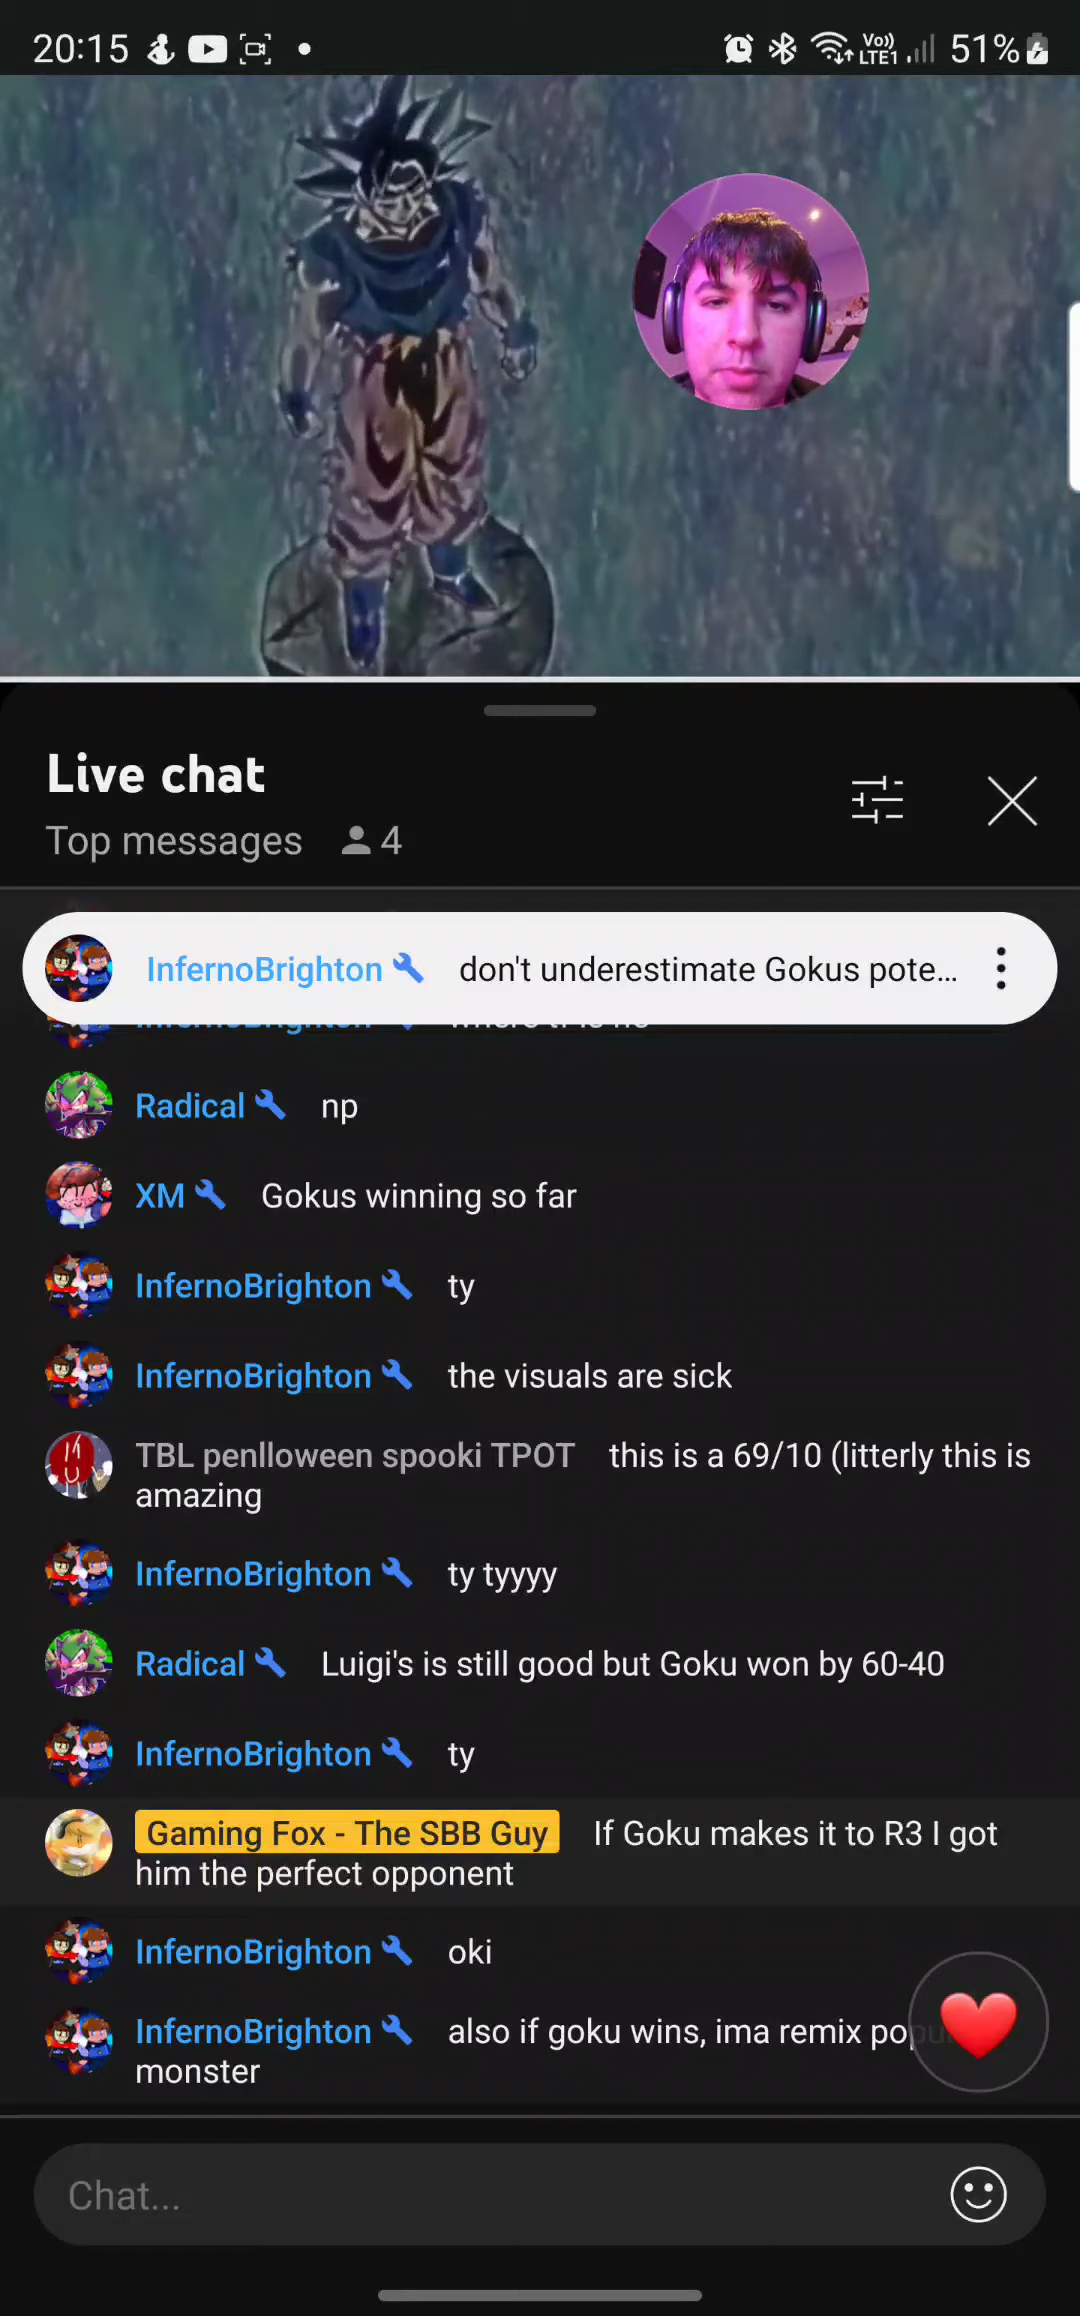 20:15
Vo))
LTE1
51%
Live chat
Top messages 4
InfernoBrighton don't underestimate Gokus pote...
InfernoBrighton
Radical np
XM Gokus winning so far
InfernoBrighton ty
InfernoBrighton the visuals are sick
TBL penlloween spooki TPOT this is a 69/10 (litterly this is
amazing
InfernoBrighton ty tyyyy
Radical Luigi's is still good but Goku won by 60-40
InfernoBrighton ty
Gaming Fox - The SBB Guy If Goku makes it to R3 I got
him the perfect opponent
InfernoBrighton oki
InfernoBrighton also if goku wins, ima remix
monster
Chat...